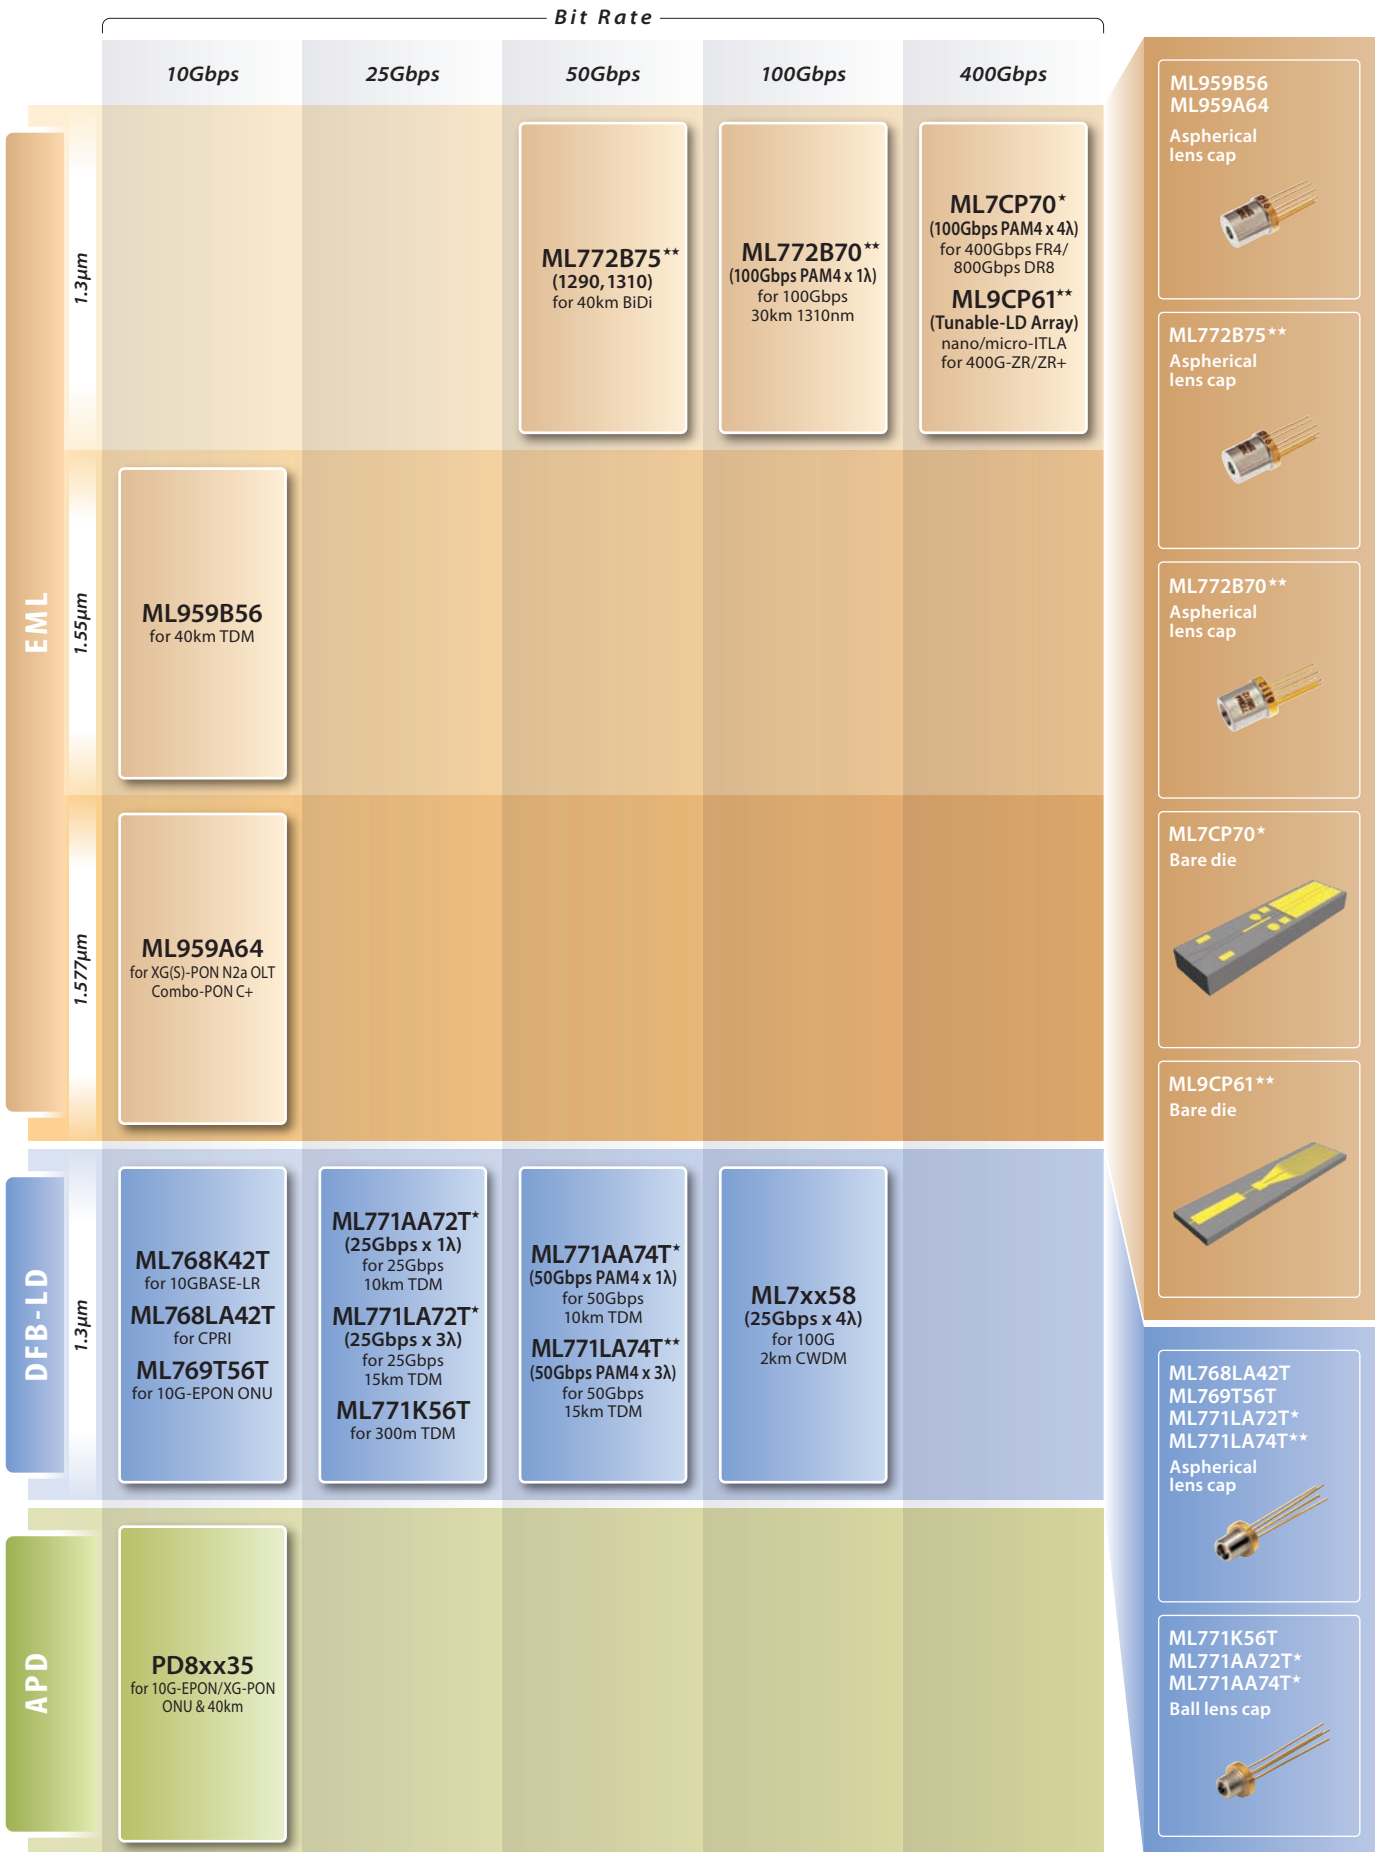 Bit Rate
10Gbps
25Gbps
50Gbps
100Gbps
400Gbps
EML
1.3μm
ML772B75★★
(1290, 1310)
for 40km BiDi
ML772B70★★
(100Gbps PAM4 x 1λ)
for 100Gbps
30km 1310nm
ML7CP70★
(100Gbps PAM4 x 4λ)
for 400Gbps FR4/
800Gbps DR8
ML9CP61★★
(Tunable-LD Array)
nano/micro-ITLA
for 400G-ZR/ZR+
1.55μm
ML959B56
for 40km TDM
1.577μm
ML959A64
for XG(S)-PON N2a OLT
Combo-PON C+
DFB-LD
1.3μm
ML768K42T
for 10GBASE-LR
ML768LA42T
for CPRI
ML769T56T
for 10G-EPON ONU
ML771AA72T★
(25Gbps x 1λ)
for 25Gbps
10km TDM
ML771LA72T★
(25Gbps x 3λ)
for 25Gbps
15km TDM
ML771K56T
for 300m TDM
ML771AA74T★
(50Gbps PAM4 x 1λ)
for 50Gbps
10km TDM
ML771LA74T★★
(50Gbps PAM4 x 3λ)
for 50Gbps
15km TDM
ML7xx58
(25Gbps x 4λ)
for 100G
2km CWDM
APD
PD8xx35
for 10G-EPON/XG-PON
ONU & 40km
ML959B56
ML959A64
Aspherical
lens cap
ML772B75★★
Aspherical
lens cap
ML772B70★★
Aspherical
lens cap
ML7CP70★
Bare die
ML9CP61★★
Bare die
ML768LA42T
ML769T56T
ML771LA72T★
ML771LA74T★★
Aspherical
lens cap
ML771K56T
ML771AA72T★
ML771AA74T★
Ball lens cap